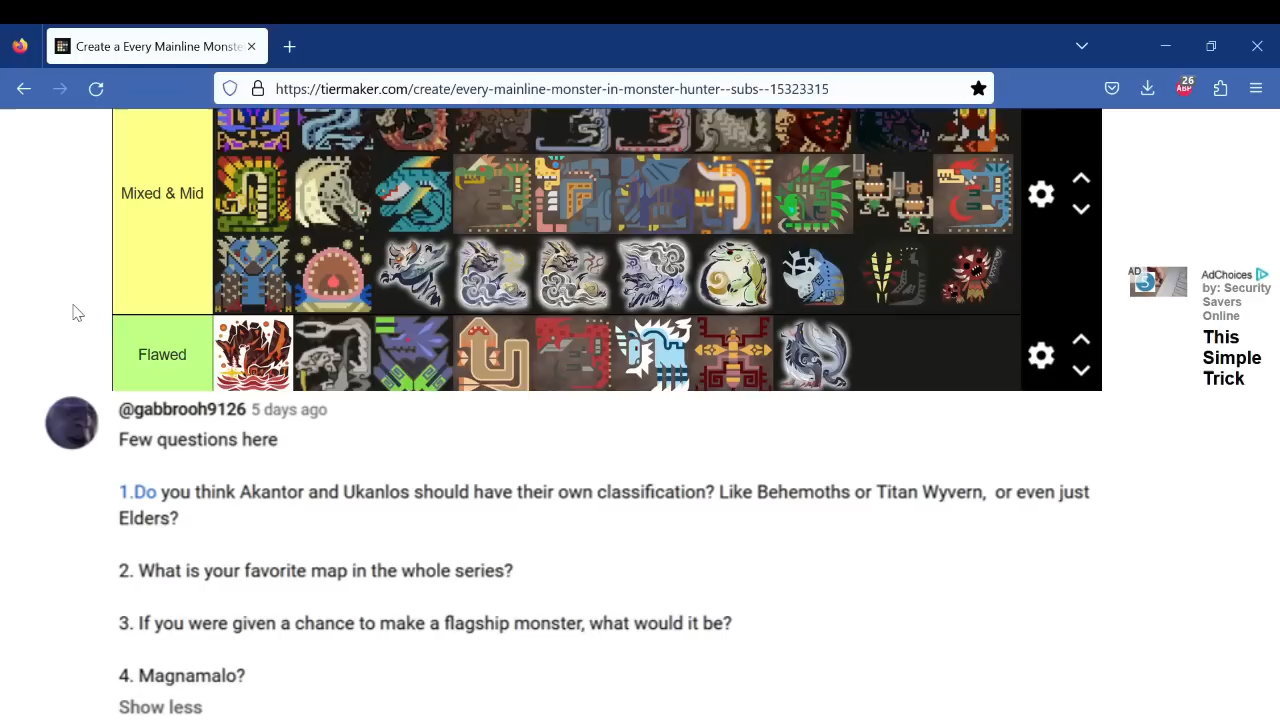 Create a Every Mainline Monste
26
ABP
https://tiermaker.com/create/every-mainline-monster-in-monster-hunter--subs--15323315
Mixed & Mid
Flawed
AD
AdChoices
by: Security
Savers
Online
This
Simple
Trick
@gabbrooh9126 5 days ago
Few questions here
1.Do you think Akantor and Ukanlos should have their own classification? Like Behemoths or Titan Wyvern, or even just
Elders?
2. What is your favorite map in the whole series?
3. If you were given a chance to make a flagship monster, what would it be?
4. Magnamalo?
Show less